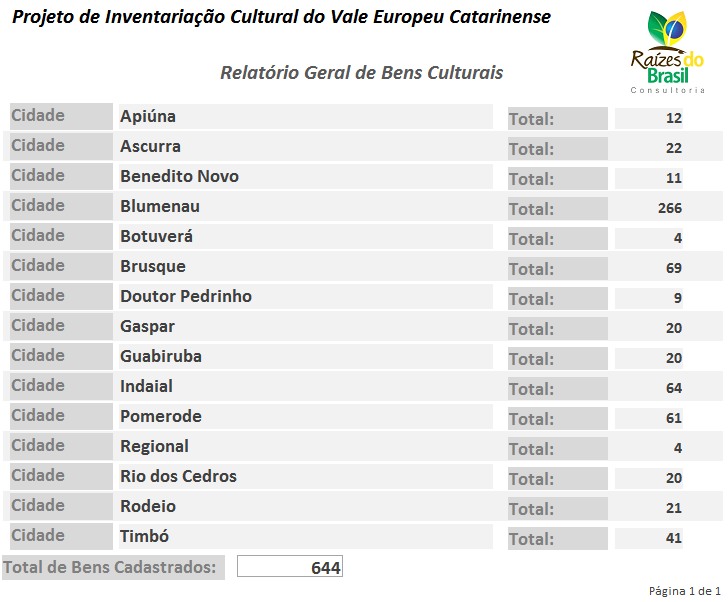 Projeto de Inventariação Cultural do Vale Europeu Catarinense
Raízes do
Brasil
Consultoria
Relatório Geral de Bens Culturais
Cidade Apiúna Total: 12
Cidade Ascurra Total: 22
Cidade Benedito Novo Total: 11
Cidade Blumenau Total: 266
Cidade Botuverá Total: 4
Cidade Brusque Total: 69
Cidade Doutor Pedrinho Total: 9
Cidade Gaspar Total: 20
Cidade Guabiruba Total: 20
Cidade Indaial Total: 64
Cidade Pomerode Total: 61
Cidade Regional Total: 4
Cidade Rio dos Cedros Total: 20
Cidade Rodeio Total: 21
Cidade Timbó Total: 41
Total de Bens Cadastrados: 644
Página 1 de 1